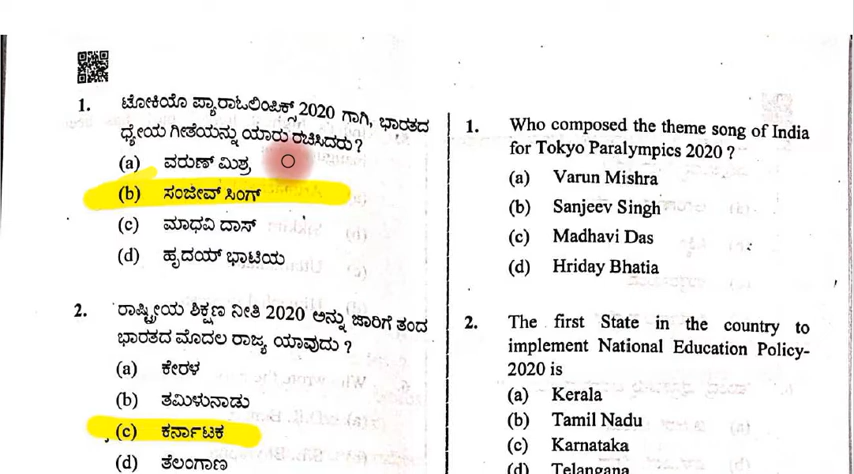 1. ಟೋಕಿಯೊ ಪ್ಯಾರಾಓಲಿಂಪಿಕ್ಸ್ 2020 ಗಾಗಿ, ಭಾರತದ
ಧ್ಯೇಯ ಗೀತೆಯನ್ನು ಯಾರು ರಚಿಸಿದರು ?
(a) ವರುಣ್ ಮಿಶ್ರ
(b) ಸಂಜೀವ್ ಸಿಂಗ್
(c) ಮಾಧವಿ ದಾಸ್
(d) ಹೃದಯ್ ಭಾಟಿಯ
2. ರಾಷ್ಟ್ರೀಯ ಶಿಕ್ಷಣ ನೀತಿ 2020 ಅನ್ನು ಜಾರಿಗೆ ತಂದ
ಭಾರತದ ಮೊದಲ ರಾಜ್ಯ ಯಾವುದು ?
(a) ಕೇರಳ
(b) ತಮಿಳುನಾಡು
(c) ಕರ್ನಾಟಕ
(d) ತೆಲಂಗಾಣ
1. Who composed the theme song of India
for Tokyo Paralympics 2020 ?
(a) Varun Mishra
(b) Sanjeev Singh
(c) Madhavi Das
(d) Hriday Bhatia
2. The first State in the country to
implement National Education Policy-
2020 is
(a) Kerala
(b) Tamil Nadu
(c) Karnataka
(d) Telangana